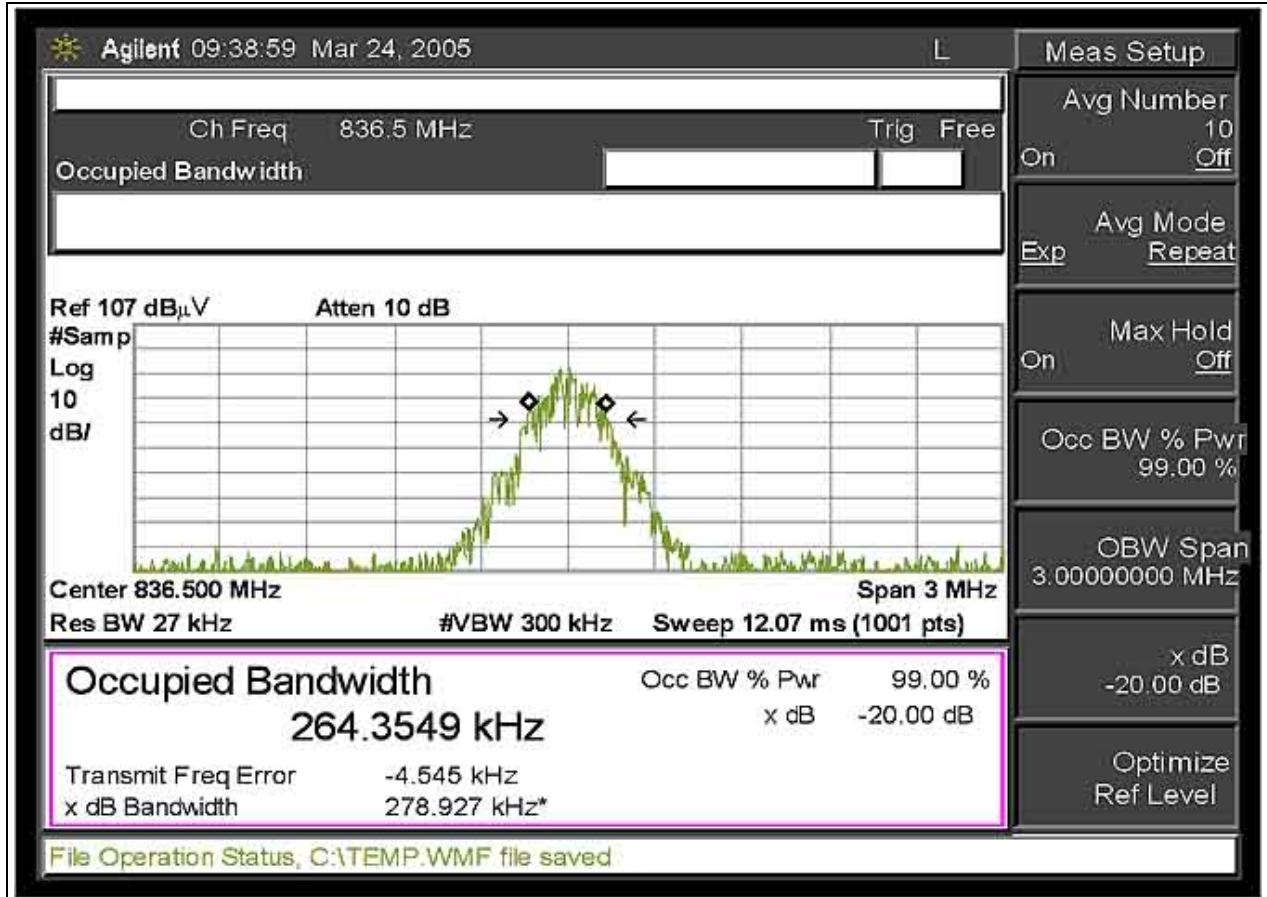 Agilent 09:38:59 Mar 24, 2005 L
Ch Freq 836.5 MHz Trig Free
Occupied Bandwidth
Ref 107 dBµV Atten 10 dB
#Samp
Log
10
dB/
Center 836.500 MHz Span 3 MHz
Res BW 27 kHz #VBW 300 kHz Sweep 12.07 ms (1001 pts)
Occupied Bandwidth Occ BW % Pwr 99.00 %
264.3549 kHz x dB -20.00 dB
Transmit Freq Error -4.545 kHz
x dB Bandwidth 278.927 kHz*
File Operation Status, C:\TEMP.WMF file saved
Meas Setup
Avg Number
10
On Off
Avg Mode
Exp Repeat
Max Hold
On Off
Occ BW % Pwr
99.00 %
OBW Span
3.00000000 MHz
x dB
-20.00 dB
Optimize
Ref Level